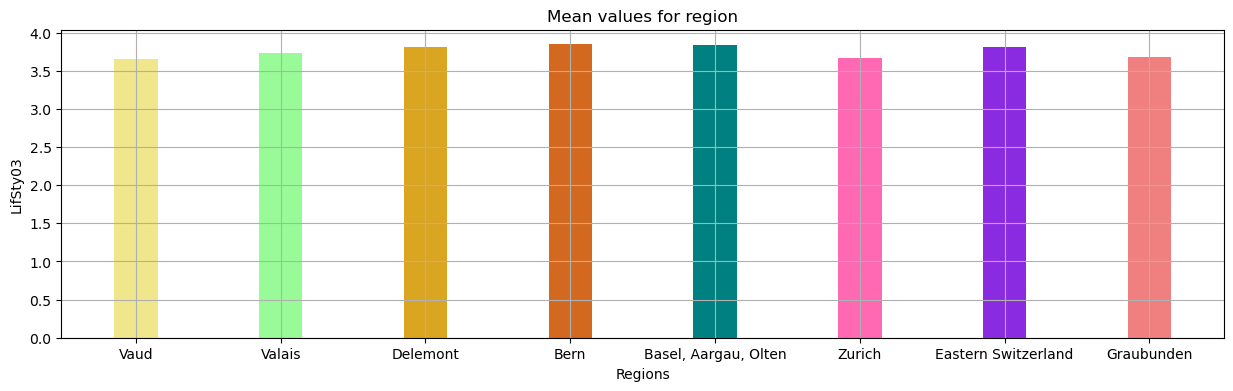 Mean values for region
LifSty03
4.0
3.5
3.0
2.5
2.0
1.5
1.0
0.5
0.0
Vaud Valais Delemont Bern Basel, Aargau, Olten Zurich Eastern Switzerland Graubunden
Regions